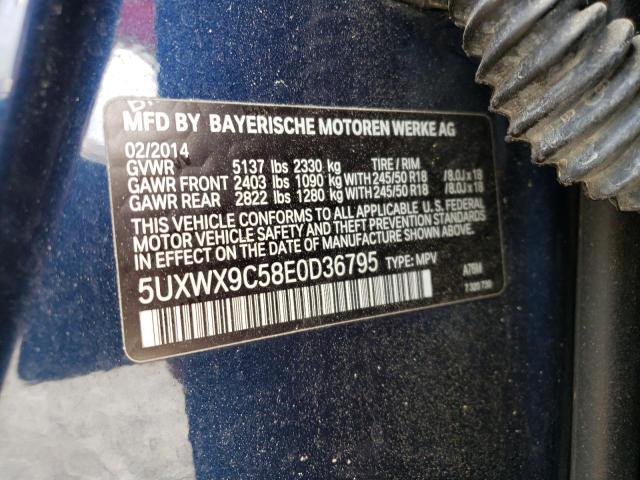 MFD BY BAYERISCHE MOTOREN WERKE AG
02/2014
GVWR 5137 lbs 2330 kg TIRE / RIM
GAWR FRONT 2403 lbs 1090 kg WITH 245/50 R18 /8.0J x 18
GAWR REAR 2822 lbs 1280 kg WITH 245/50 R18 /8.0J x 18
THIS VEHICLE CONFORMS TO ALL APPLICABLE U.S. FEDERAL
MOTOR VEHICLE SAFETY AND THEFT PREVENTION STANDARDS
IN EFFECT ON THE DATE OF MANUFACTURE SHOWN ABOVE.
5UXWX9C58E0D36795 TYPE: MPV